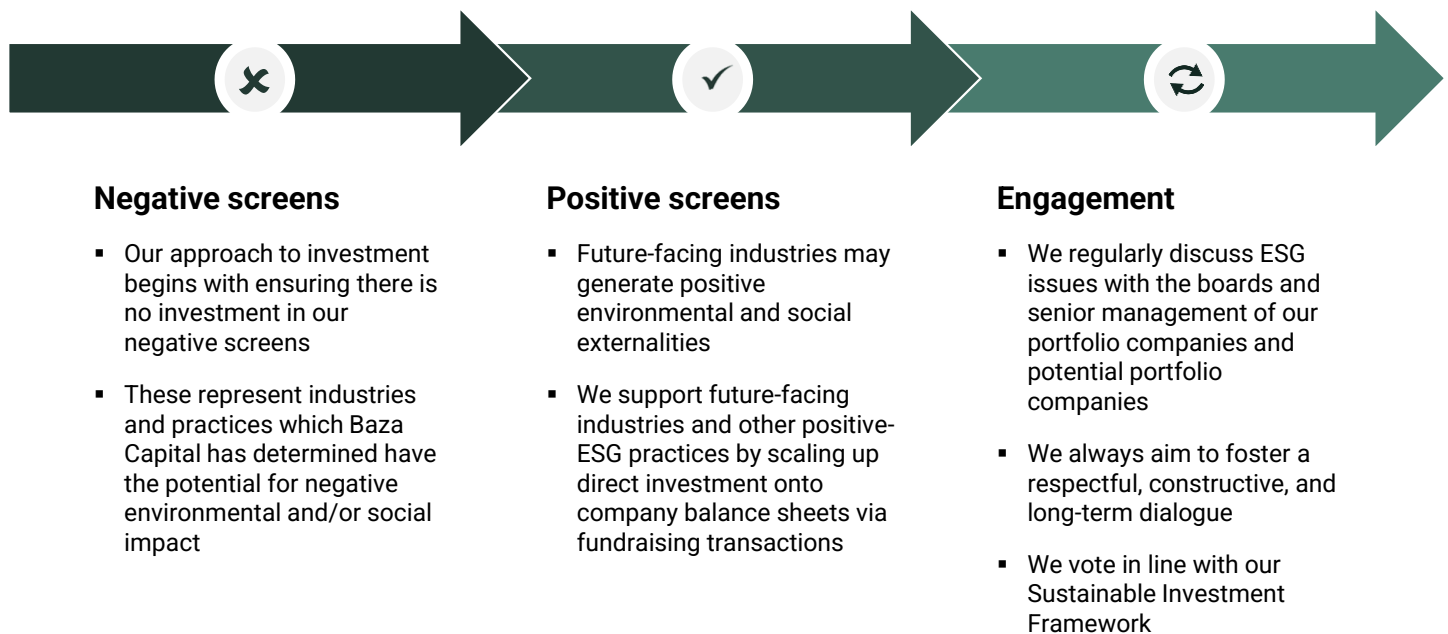 Negative screens
▪ Our approach to investment
begins with ensuring there is
no investment in our
negative screens
▪ These represent industries
and practices which Baza
Capital has determined have
the potential for negative
environmental and/or social
impact
Positive screens
▪ Future-facing industries may
generate positive
environmental and social
externalities
▪ We support future-facing
industries and other positive-
ESG practices by scaling up
direct investment onto
company balance sheets via
fundraising transactions
Engagement
▪ We regularly discuss ESG
issues with the boards and
senior management of our
portfolio companies and
potential portfolio
companies
▪ We always aim to foster a
respectful, constructive, and
long-term dialogue
▪ We vote in line with our
Sustainable Investment
Framework